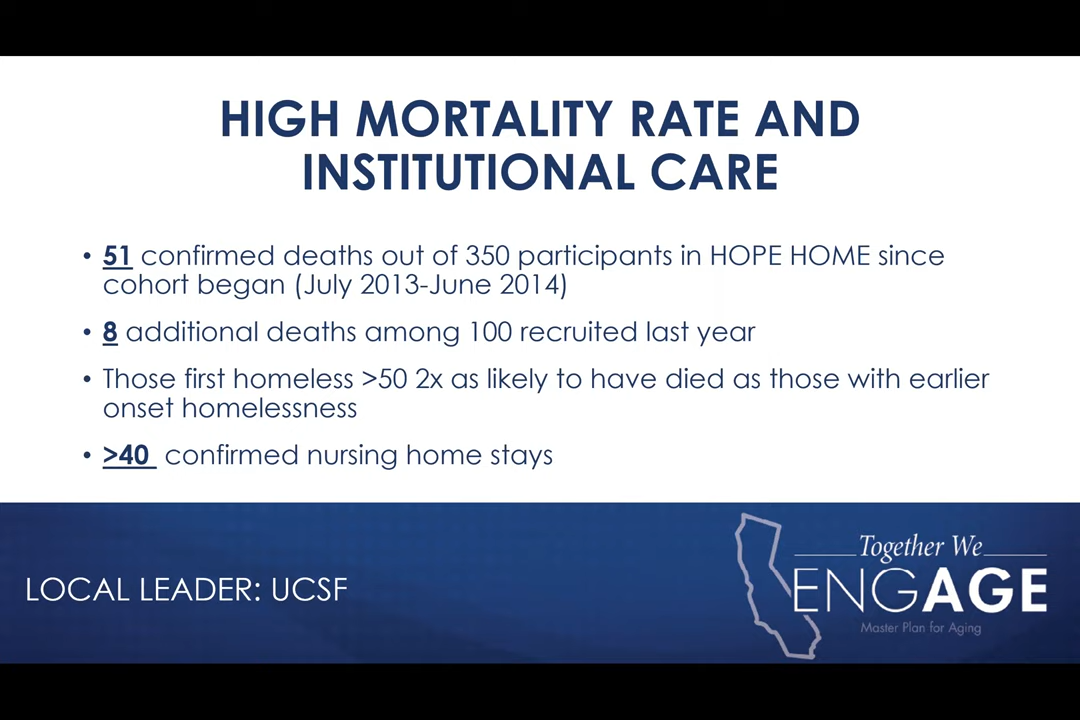 HIGH MORTALITY RATE AND
INSTITUTIONAL CARE
• 51 confirmed deaths out of 350 participants in HOPE HOME since
cohort began (July 2013-June 2014)
• 8 additional deaths among 100 recruited last year
• Those first homeless >50 2x as likely to have died as those with earlier
onset homelessness
• >40 confirmed nursing home stays
LOCAL LEADER: UCSF
Together We
ENGAGE
Master Plan for Aging